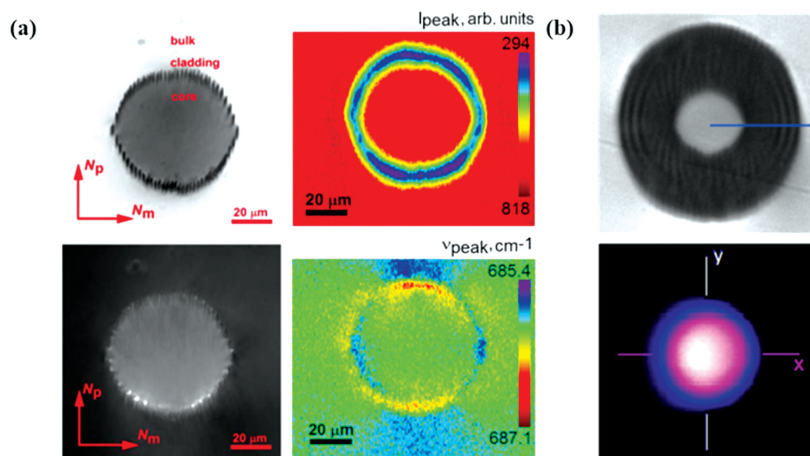 (a)
bulk
cladding
core
Np
Nm
20 μm
Ipeak, arb. units
294
818
20 μm
(b)
Np
Nm
20 μm
νpeak, cm-1
685.4
687.1
20 μm
y
x